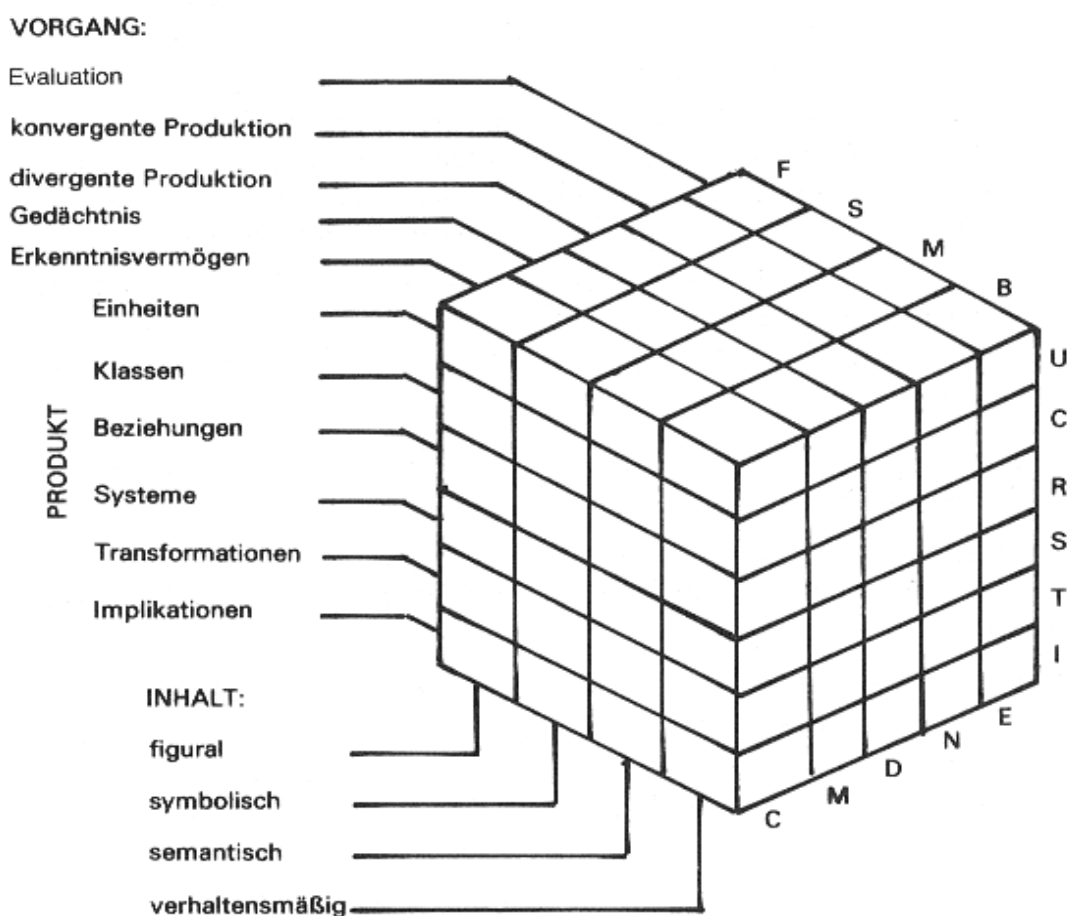 VORGANG:
Evaluation
konvergente Produktion
divergente Produktion
Gedächtnis
Erkenntnisvermögen
PRODUKT
Einheiten
Klassen
Beziehungen
Systeme
Transformationen
Implikationen
INHALT:
figural
symbolisch
semantisch
verhaltensmäßig
F
S
M
B
U
C
R
S
T
I
E
N
D
M
C